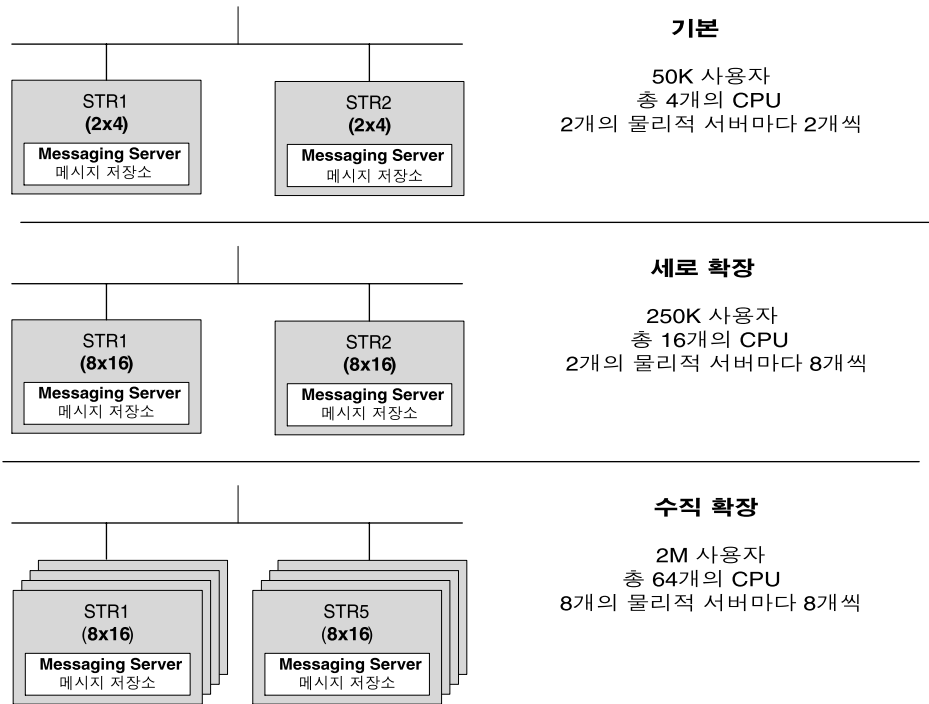 STR1
(2x4)
Messaging Server
메시지 저장소
STR2
(2x4)
Messaging Server
메시지 저장소
기본
50K 사용자
총 4개의 CPU
2개의 물리적 서버마다 2개씩
STR1
(8x16)
Messaging Server
메시지 저장소
STR2
(8x16)
Messaging Server
메시지 저장소
세로 확장
250K 사용자
총 16개의 CPU
2개의 물리적 서버마다 8개씩
STR1
(8x16)
Messaging Server
메시지 저장소
STR5
(8x16)
Messaging Server
메시지 저장소
수직 확장
2M 사용자
총 64개의 CPU
8개의 물리적 서버마다 8개씩